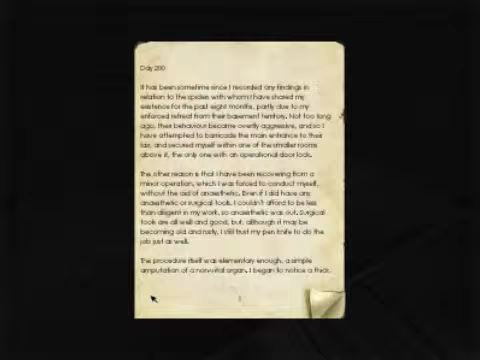 Day 200
It has been sometime since I recorded any findings in
relation to the spiders with whom I have shared my
existence for the past eight months, partly due to my
enforced retreat from their basement territory. Not too long
ago, their behaviour became overtly aggressive, and so I
have attempted to barricade the main entrance to their
lair, and secured myself within one of the smaller rooms
above it, the only one with an operational door lock.
The other reason is that I have been recovering from a
minor operation, which I was forced to conduct myself,
without the aid of anaesthetic. Even if I did have any
anaesthetic or surgical tools, I couldn't afford to be less
than diligent in my work, so anaesthetic was out. Surgical
tools are all well and good, but, although it may be
becoming old and rusty, I still trust my pen knife to do the
job just as well.
The procedure itself was elementary enough, a simple
amputation of a non-vital organ. I began to notice a thick,